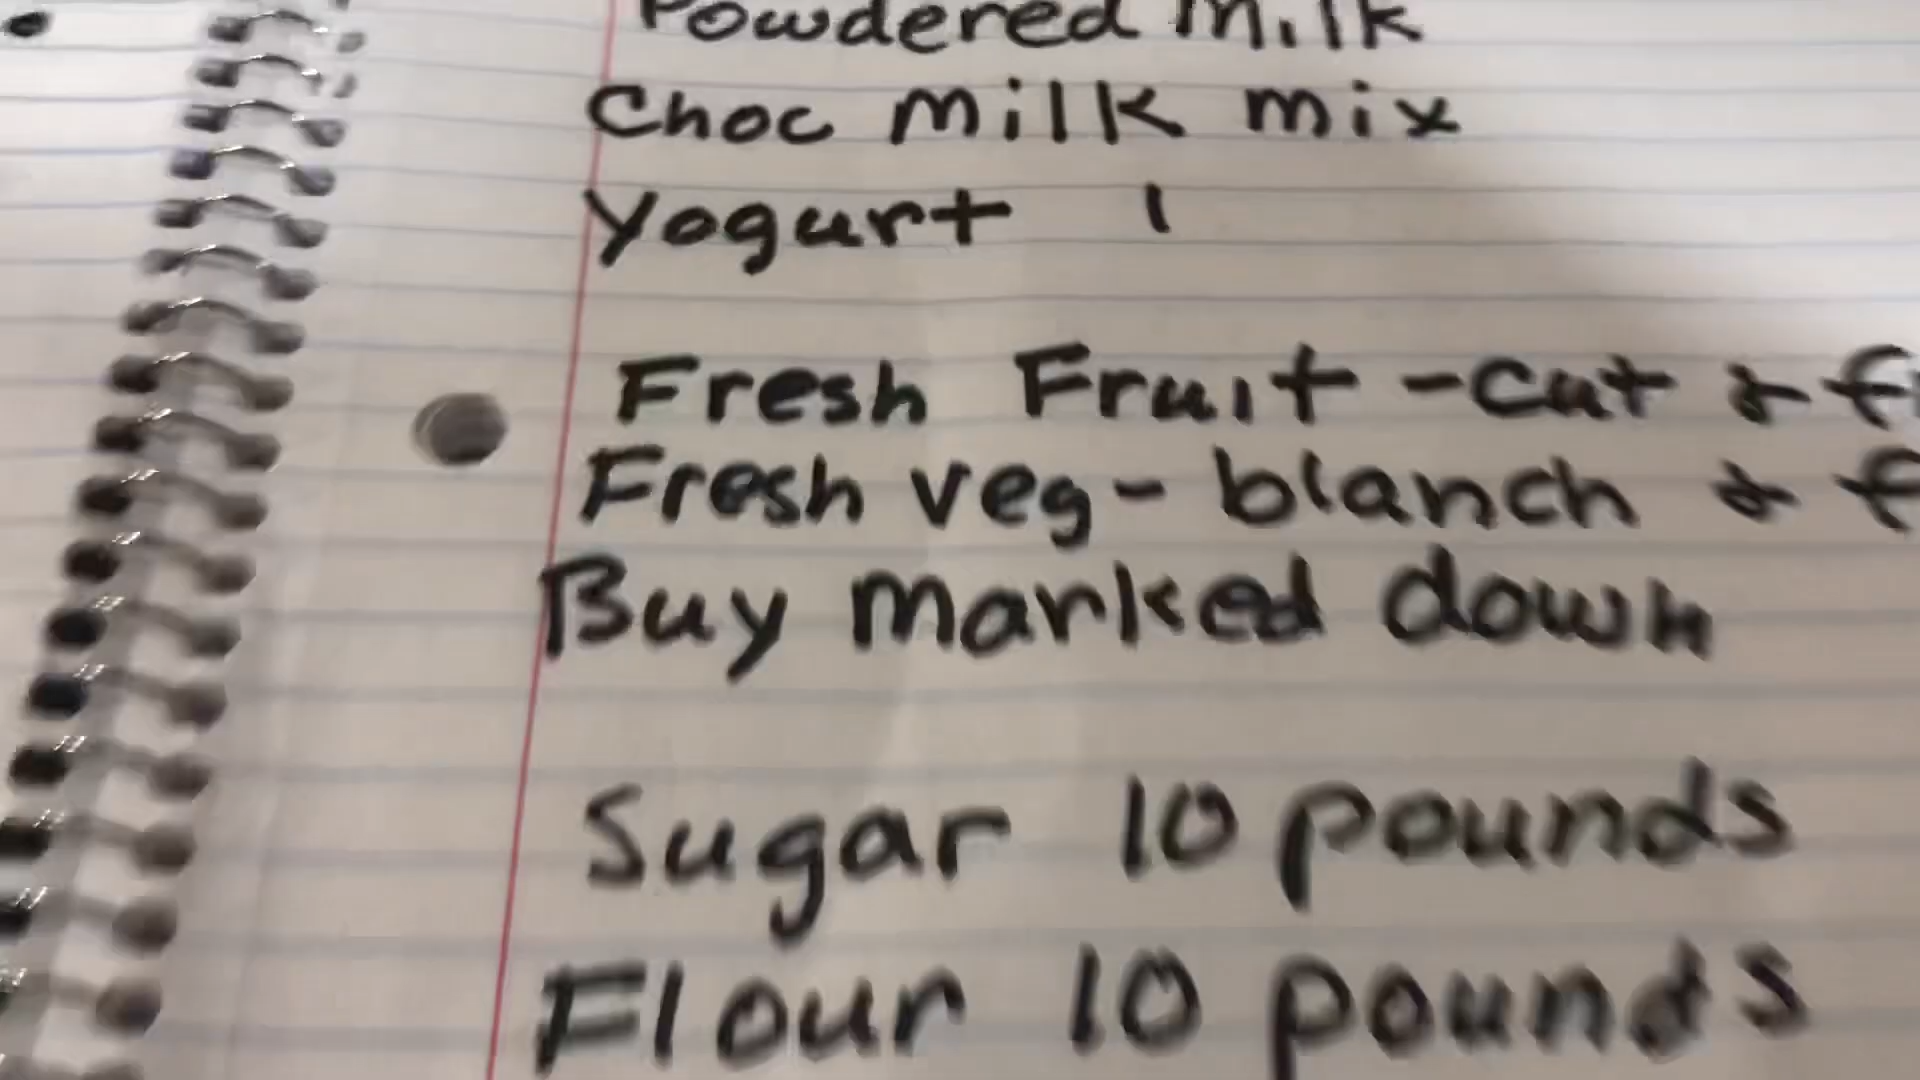 Powdered Milk
Choc Milk mix
Yogurt 1
Fresh Fruit - cut &
Fresh veg - blanch &
Buy marked down
Sugar 10 pounds
Flour 10 pounds